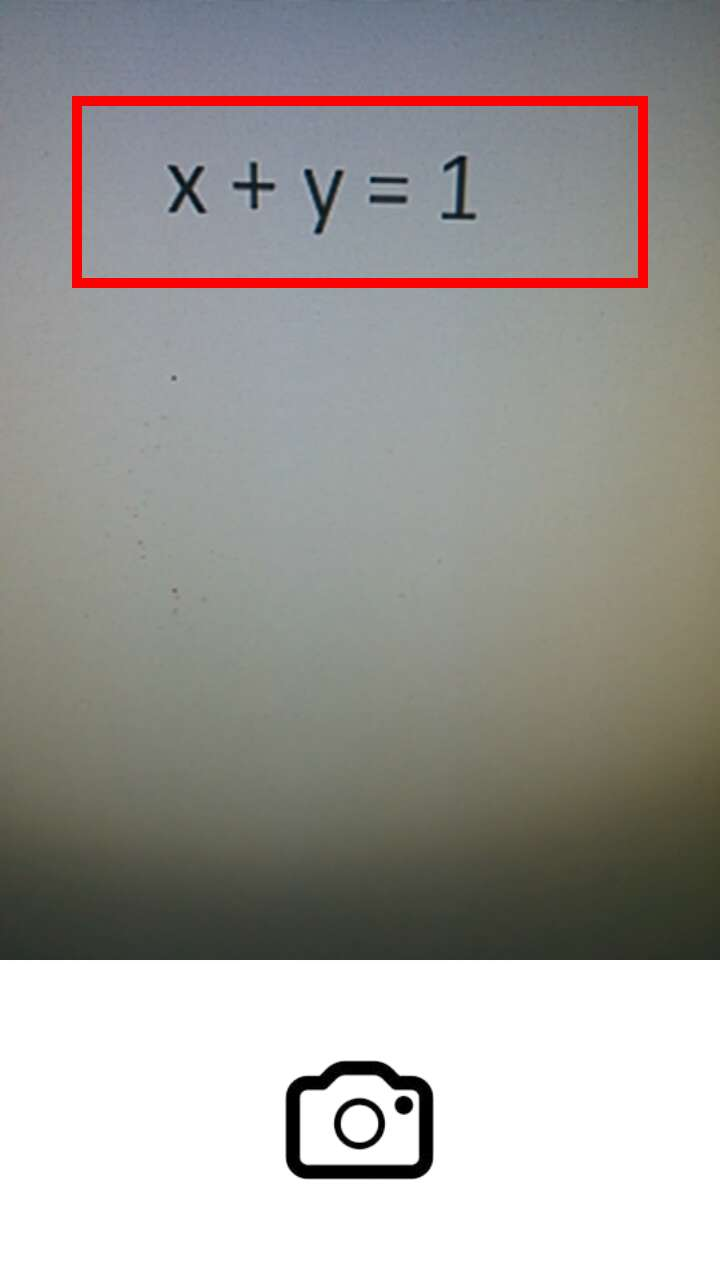 x + y = 1